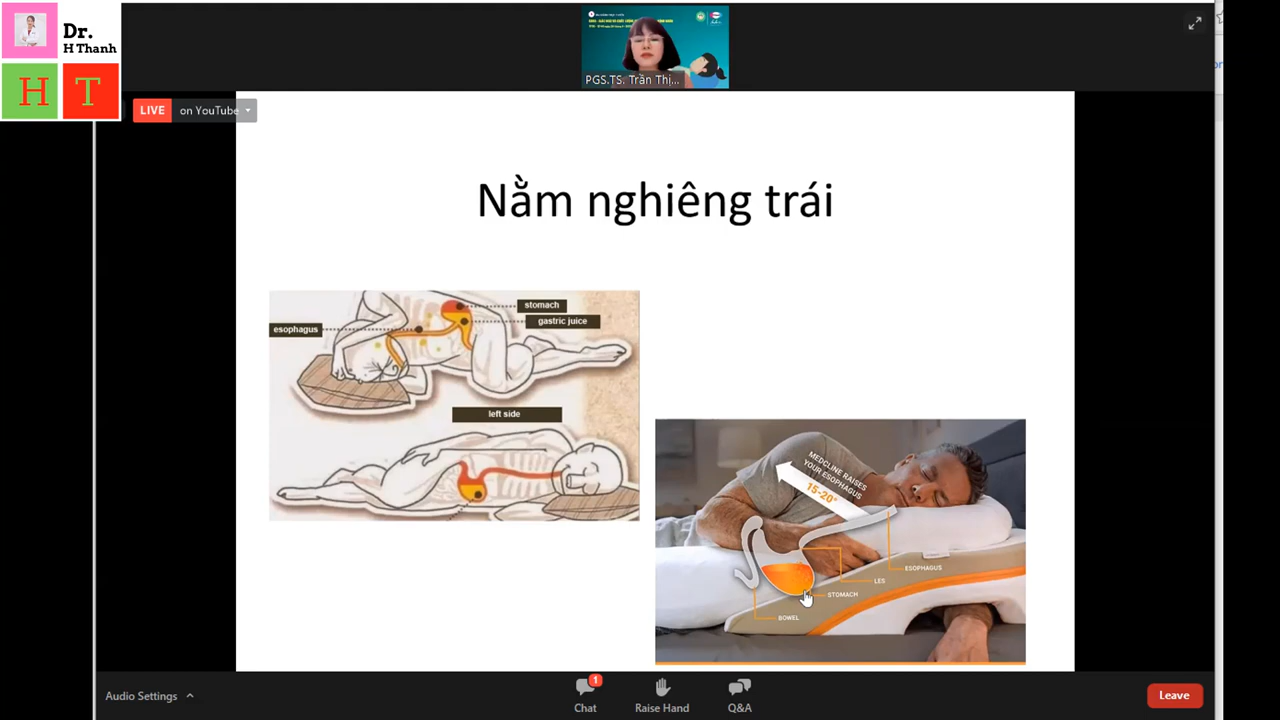 Dr.
H Thanh
H T
PGS.TS. Trần Thị...
LIVE on YouTube
Nằm nghiêng trái
stomach
gastric juice
esophagus
left side
MEDCLINE RAISES
YOUR ESOPHAGUS
15-20°
ESOPHAGUS
LES
STOMACH
BOWEL
Audio Settings
1
Chat
Raise Hand
Q&A
Leave